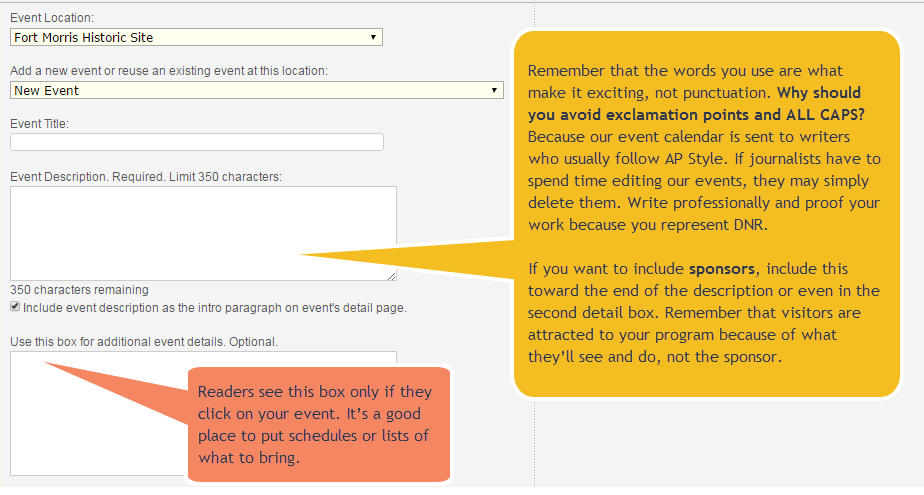 Event Location:
Fort Morris Historic Site
Add a new event or reuse an existing event at this location:
New Event
Event Title:
Event Description. Required. Limit 350 characters:
350 characters remaining
Include event description as the intro paragraph on event's detail page.
Use this box for additional event details. Optional.
Readers see this box only if they
click on your event. It's a good
place to put schedules or lists of
what to bring.
Remember that the words you use are what
make it exciting, not punctuation. Why should
you avoid exclamation points and ALL CAPS?
Because our event calendar is sent to writers
who usually follow AP Style. If journalists have to
spend time editing our events, they may simply
delete them. Write professionally and proof your
work because you represent DNR.
If you want to include sponsors, include this
toward the end of the description or even in the
second detail box. Remember that visitors are
attracted to your program because of what
they'll see and do, not the sponsor.